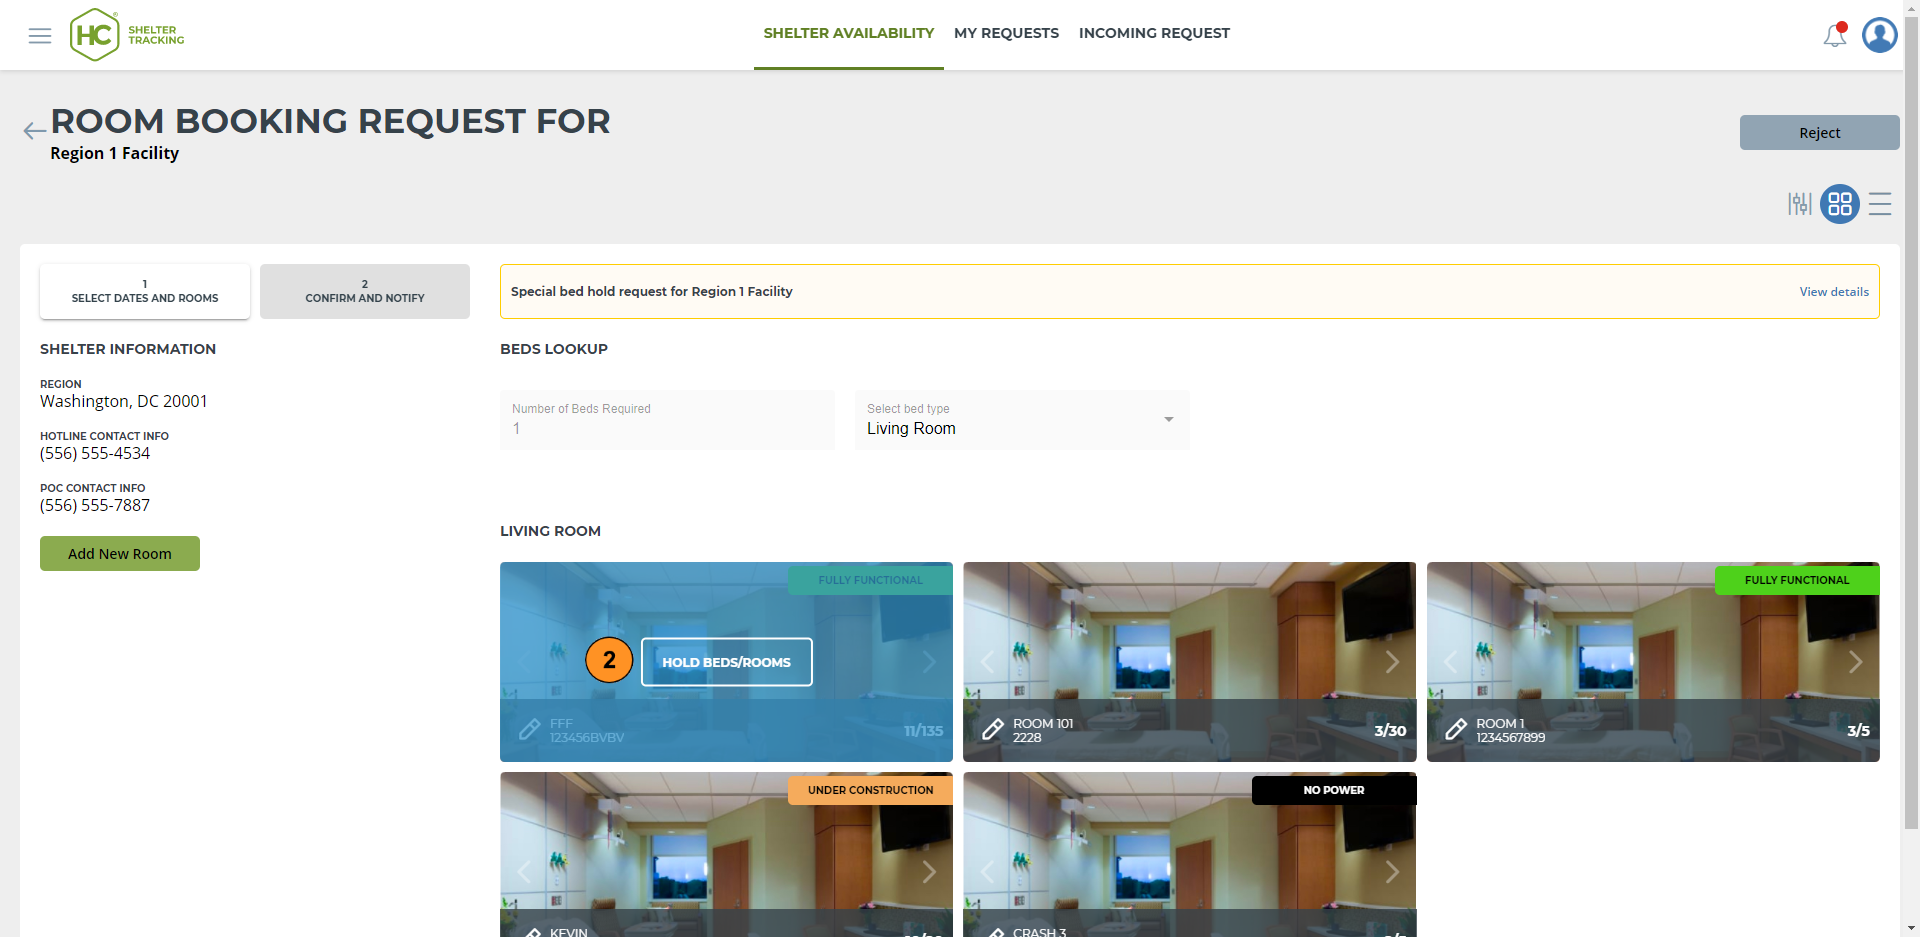 HC
SHELTER
TRACKING
SHELTER AVAILABILITY
MY REQUESTS
INCOMING REQUEST
ROOM BOOKING REQUEST FOR
Region 1 Facility
Reject
1
SELECT DATES AND ROOMS
2
CONFIRM AND NOTIFY
Special bed hold request for Region 1 Facility
View details
SHELTER INFORMATION
REGION
Washington, DC 20001
HOTLINE CONTACT INFO
(556) 555-4534
POC CONTACT INFO
(556) 555-7887
Add New Room
BEDS LOOKUP
Number of Beds Required
1
Select bed type
Living Room
LIVING ROOM
FULLY FUNCTIONAL
2
HOLD BEDS/ROOMS
FFF
123456BVBV
11/135
ROOM 101
2228
3/30
FULLY FUNCTIONAL
ROOM 1
1234567899
3/5
UNDER CONSTRUCTION
KEVIN
NO POWER
CRASH 3